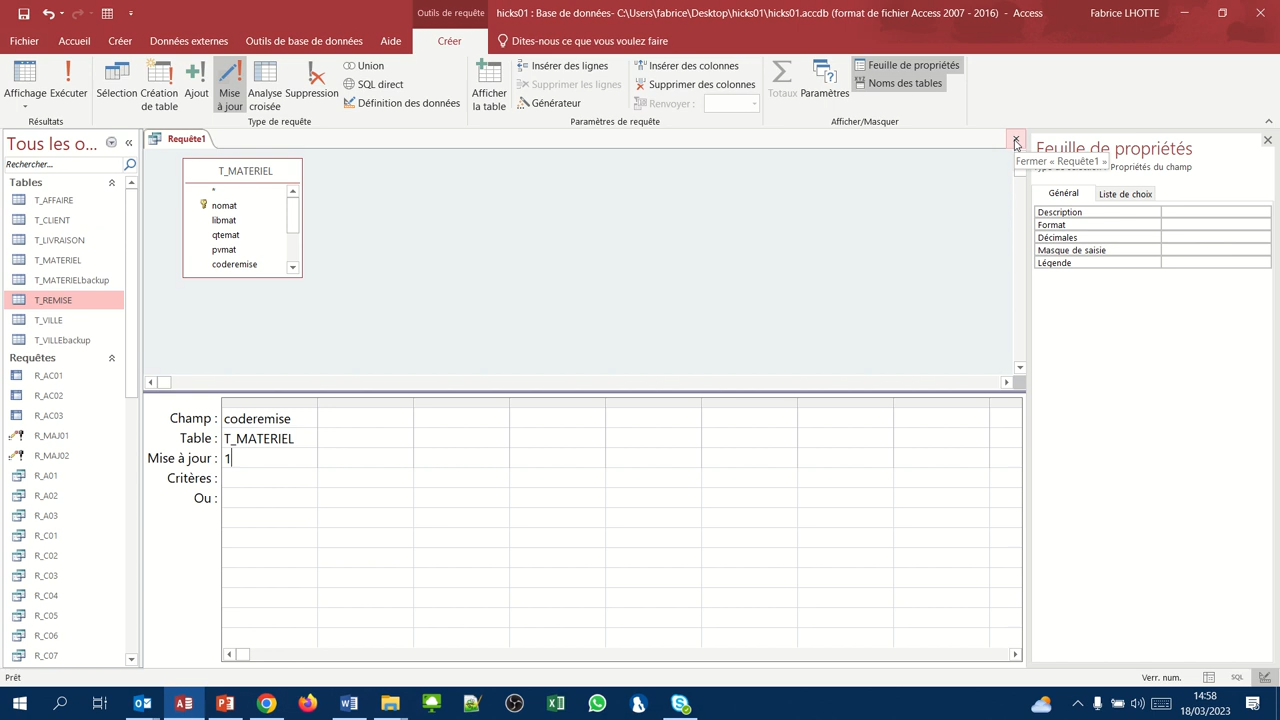 Outils de requête
hicks01 : Base de données- C:\Users\fabrice\Desktop\hicks01\hicks01.accdb (format de fichier Access 2007 - 2016) - Access
Fabrice LHOTTE
Fichier
Accueil
Créer
Données externes
Outils de base de données
Aide
Créer
Dites-nous ce que vous voulez faire
Affichage
Exécuter
Résultats
Sélection
Création de table
Ajout
Mise à jour
Analyse croisée
Suppression
Union
SQL direct
Définition des données
Type de requête
Afficher la table
Insérer des lignes
Supprimer les lignes
Générateur
Insérer des colonnes
Supprimer des colonnes
Renvoyer :
Paramètres de requête
Totaux
Paramètres
Feuille de propriétés
Noms des tables
Afficher/Masquer
Tous les o...
Rechercher...
Tables
T_AFFAIRE
T_CLIENT
T_LIVRAISON
T_MATERIEL
T_MATERIELbackup
T_REMISE
T_VILLE
T_VILLEbackup
Requêtes
R_AC01
R_AC02
R_AC03
R_MAJ01
R_MAJ02
R_A01
R_A02
R_A03
R_C01
R_C02
R_C03
R_C04
R_C05
R_C06
R_C07
Requête1
T_MATERIEL
*
nomat
libmat
qtemat
pvmat
coderemise
Champ : coderemise
Table : T_MATERIEL
Mise à jour : 1
Critères :
Ou :
Feuille de propriétés
Fermer « Requête1 »
Propriétés du champ
Général
Liste de choix
Description
Format
Décimales
Masque de saisie
Légende
Prêt
Verr. num.
SQL
14:58
18/03/2023